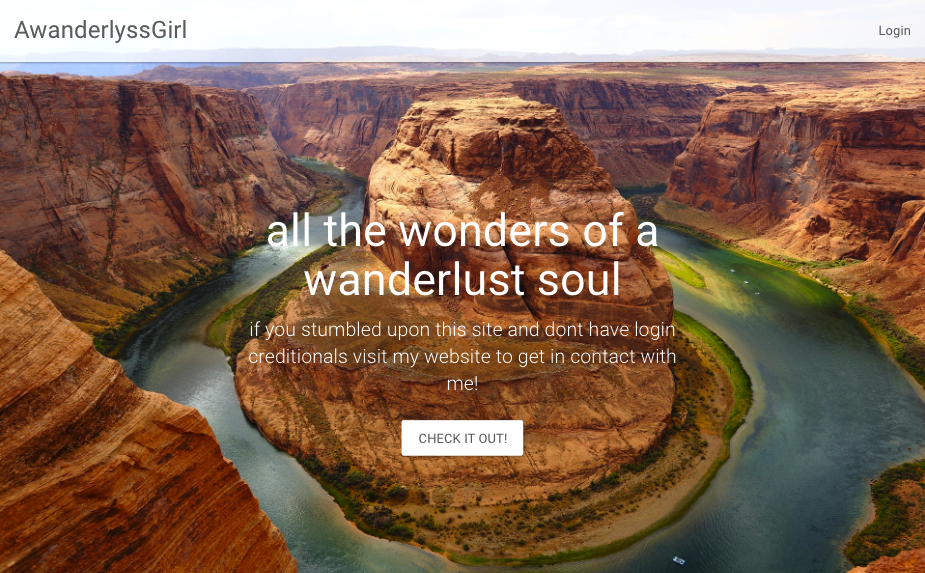 AwanderlyssGirl
Login
all the wonders of a
wanderlust soul
if you stumbled upon this site and dont have login
creditionals visit my website to get in contact with
me!
CHECK IT OUT!